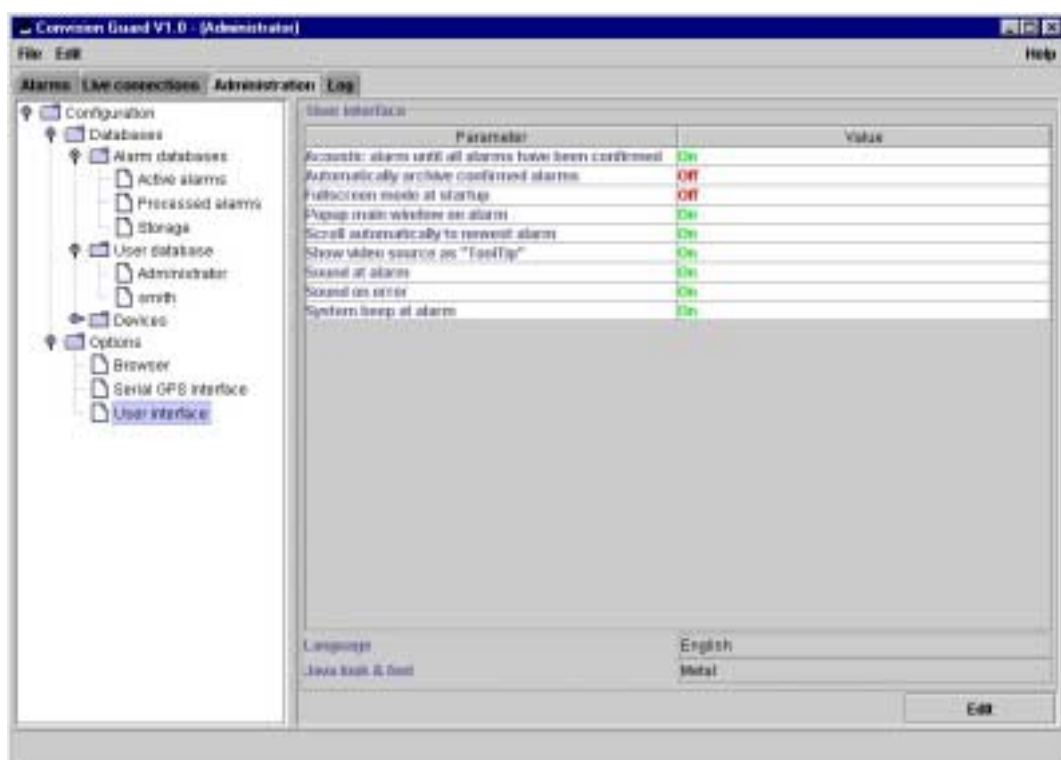 Convision Guard V1.0 - (Administrator)
File Edit Help
Alarms Live connections Administration Log
Configuration
Databases
Alarm databases
Active alarms
Processed alarms
Storage
User database
Administrator
smith
Devices
Options
Browser
Serial GPS interface
User interface
User interface
Parameter Value
Acoustic alarm until all alarms have been confirmed On
Automatically archive confirmed alarms Off
Fullscreen mode at startup Off
Popup main window on alarm On
Scroll automatically to newest alarm On
Show video source as "ToolTip" On
Sound at alarm On
Sound on error On
System beep at alarm On
Language English
Java look & feel Metal
Edit